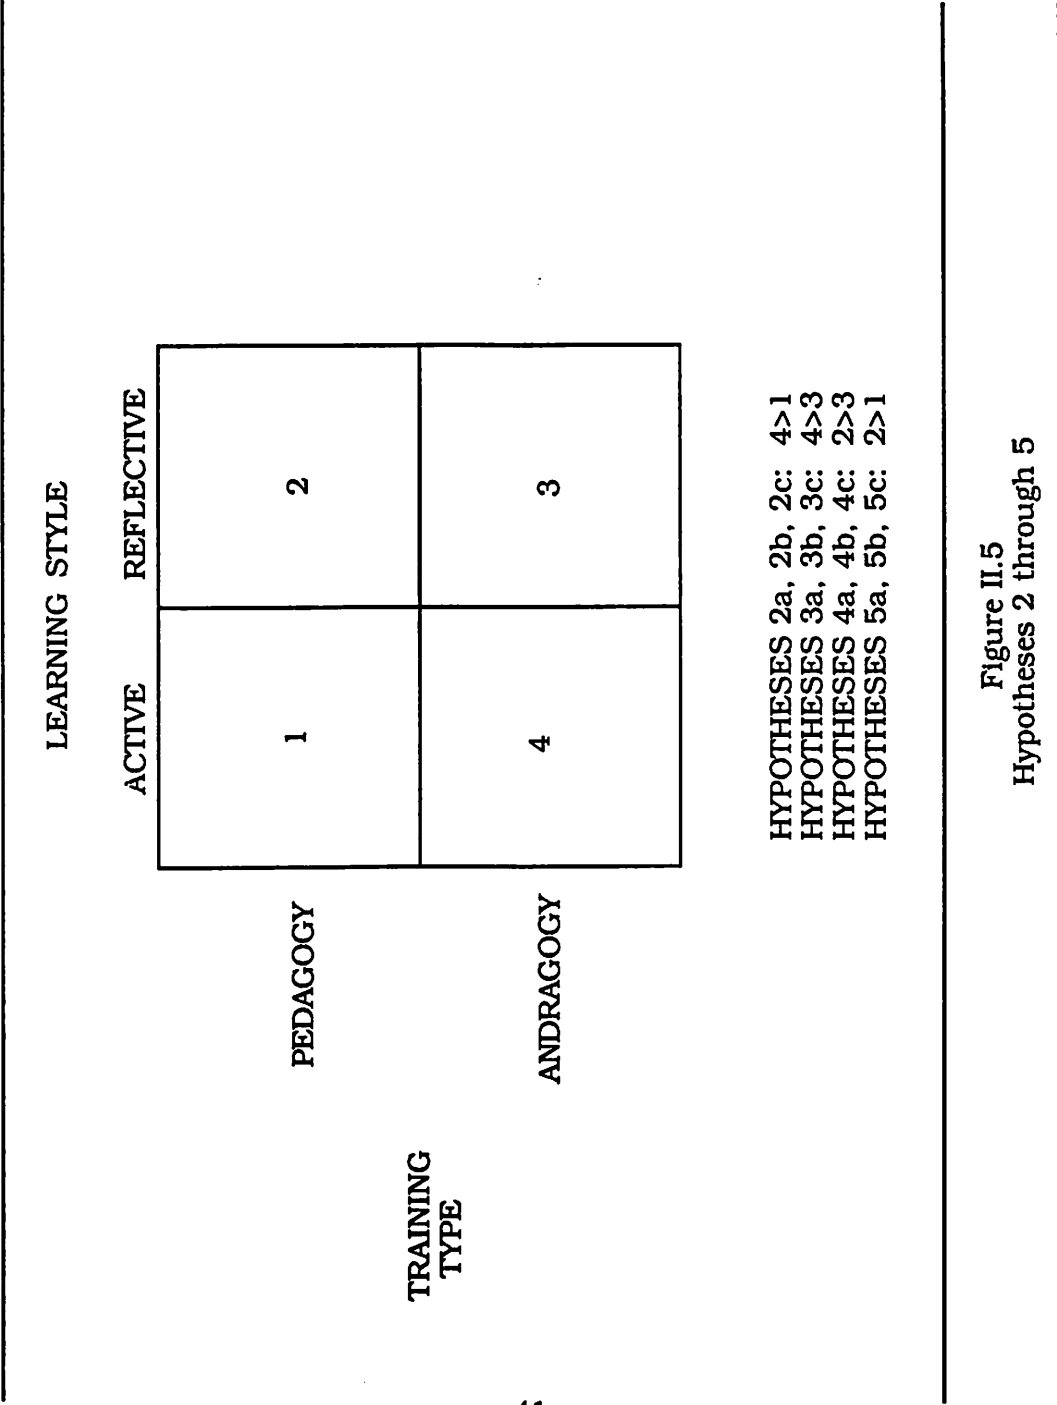 LEARNING STYLE
ACTIVE REFLECTIVE
PEDAGOGY 1 2
TRAINING
TYPE
ANDRAGOGY 4 3
HYPOTHESES 2a, 2b, 2c: 4>1
HYPOTHESES 3a, 3b, 3c: 4>3
HYPOTHESES 4a, 4b, 4c: 2>3
HYPOTHESES 5a, 5b, 5c: 2>1
Figure II.5
Hypotheses 2 through 5